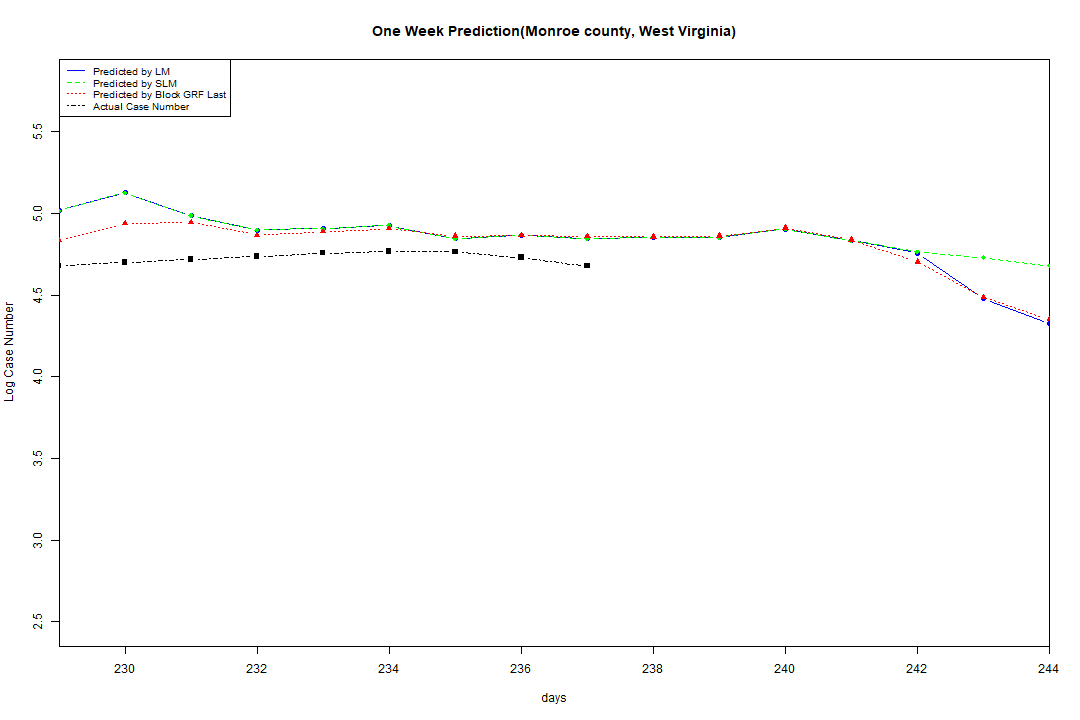 One Week Prediction(Monroe county, West Virginia)
Predicted by LM
Predicted by SLM
Predicted by Block GRF Last
Actual Case Number
5.5
5.0
4.5
4.0
3.5
3.0
2.5
Log Case Number
230 232 234 236 238 240 242 244
days